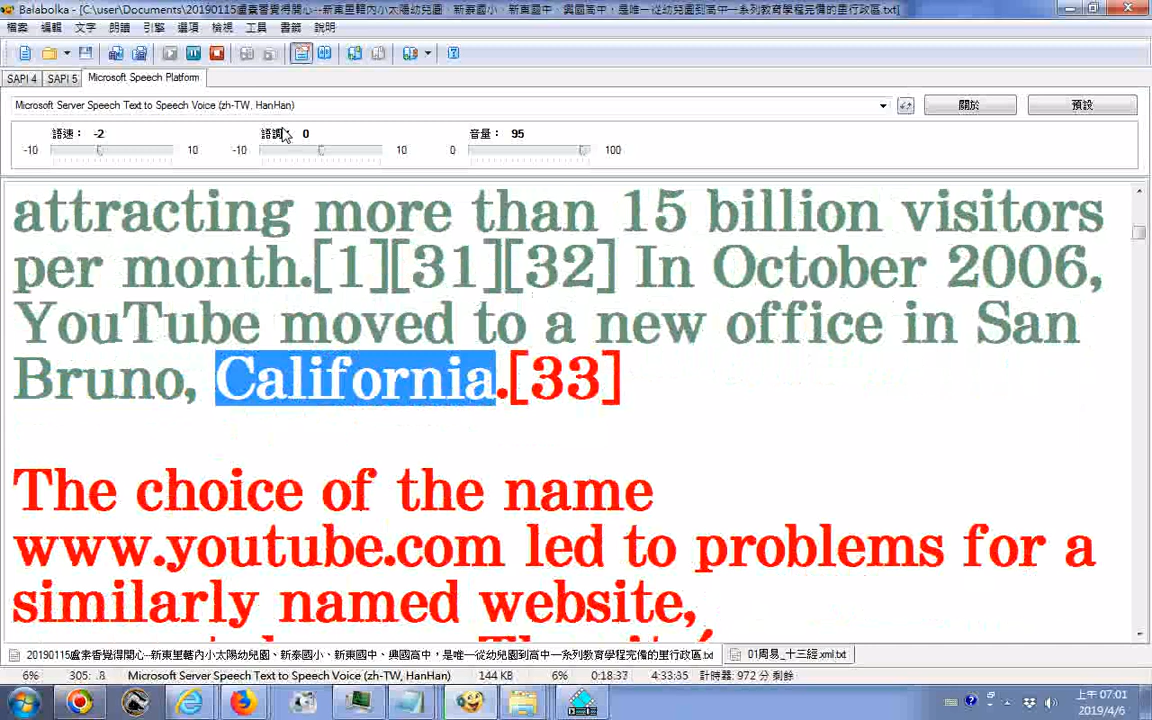 Balabolka - [C:\user\Documents\20190115盧素香覺得開心--新東里轄內小太陽幼兒園、新泰國小、新東國中、興國高中，是唯一從幼兒園到高中一系列教育學程完備的里行政區.txt]
檔案 編輯 文字 朗讀 引擎 選項 檢視 工具 書籤 說明
SAPI 4 SAPI 5 Microsoft Speech Platform
Microsoft Server Speech Text to Speech Voice (zh-TW, HanHan) 關於 預設
語速： -2 語調： 0 音量： 95
-10 10 -10 10 0 100
attracting more than 15 billion visitors
per month.[1][31][32] In October 2006,
YouTube moved to a new office in San
Bruno, California.[33]
The choice of the name
www.youtube.com led to problems for a
similarly named website,
20190115盧素香覺得開心--新東里轄內小太陽幼兒園、新泰國小、新東國中、興國高中，是唯一從幼兒園到高中一系列教育學程完備的里行政區.txt 01周易_十三經.xml.txt
6% 305: .8 Microsoft Server Speech Text to Speech Voice (zh-TW, HanHan) 144 KB 6% 0:18:37 4:33:35 計時器: 972 分 剩餘
上午 07:01
2019/4/6